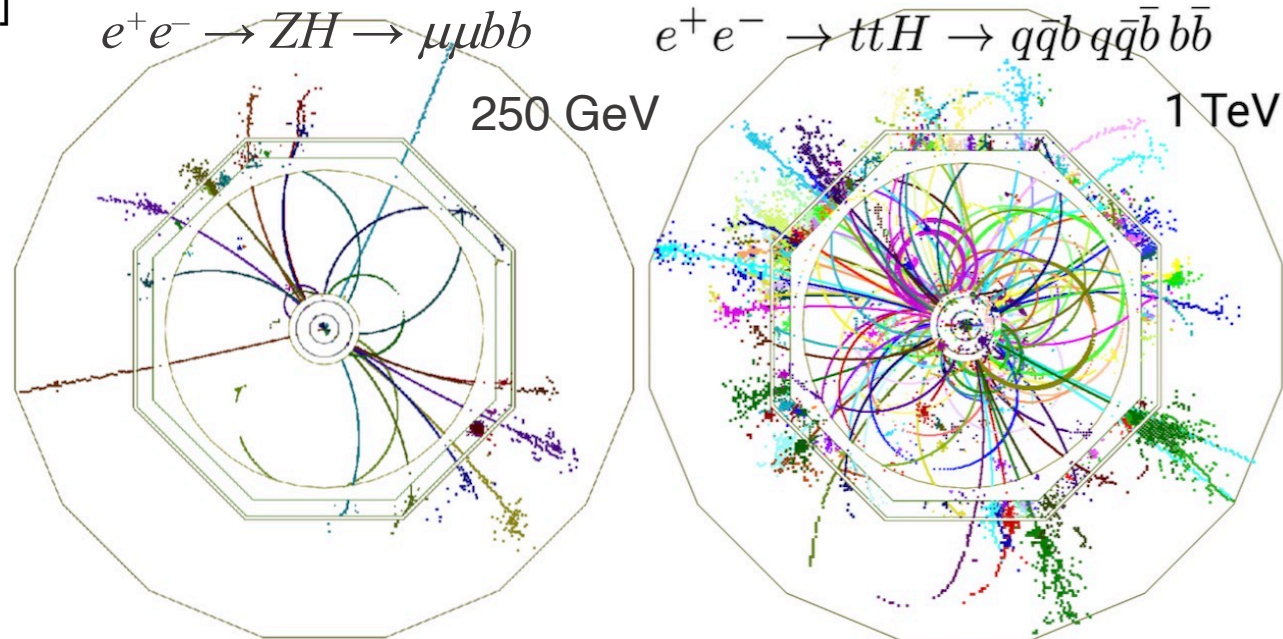 ]
e⁺e⁻ → ZH → μμbb
250 GeV
e⁺e⁻ → ttH → qq̄b qq̄b̄ bb̄
1 TeV